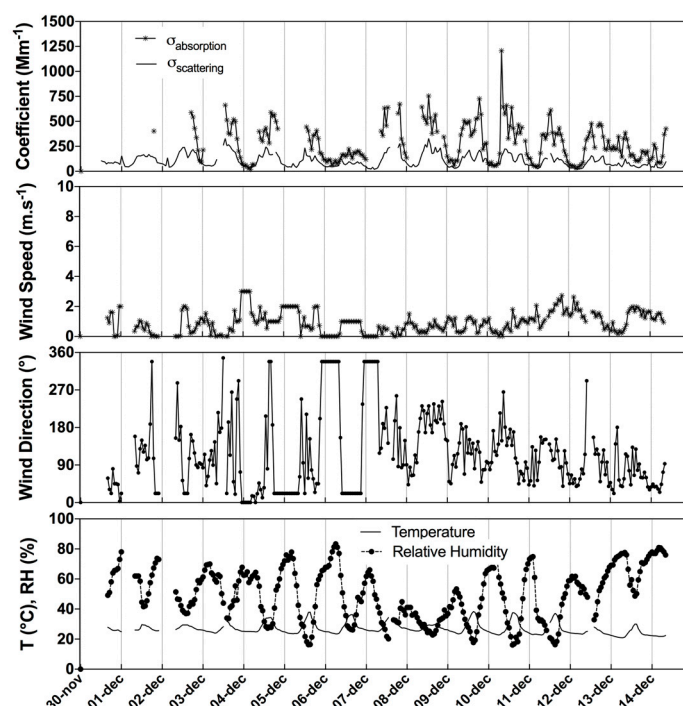 1500
1250
1000
750
500
250
0
Coefficient (Mm⁻¹)
σabsorption
σscattering
10
8
6
4
2
0
Wind Speed (m.s⁻¹)
360
270
180
90
0
Wind Direction (°)
100
80
60
40
20
0
T (°C), RH (%)
Temperature
Relative Humidity
30-nov
01-dec
02-dec
03-dec
04-dec
05-dec
06-dec
07-dec
08-dec
09-dec
10-dec
11-dec
12-dec
13-dec
14-dec